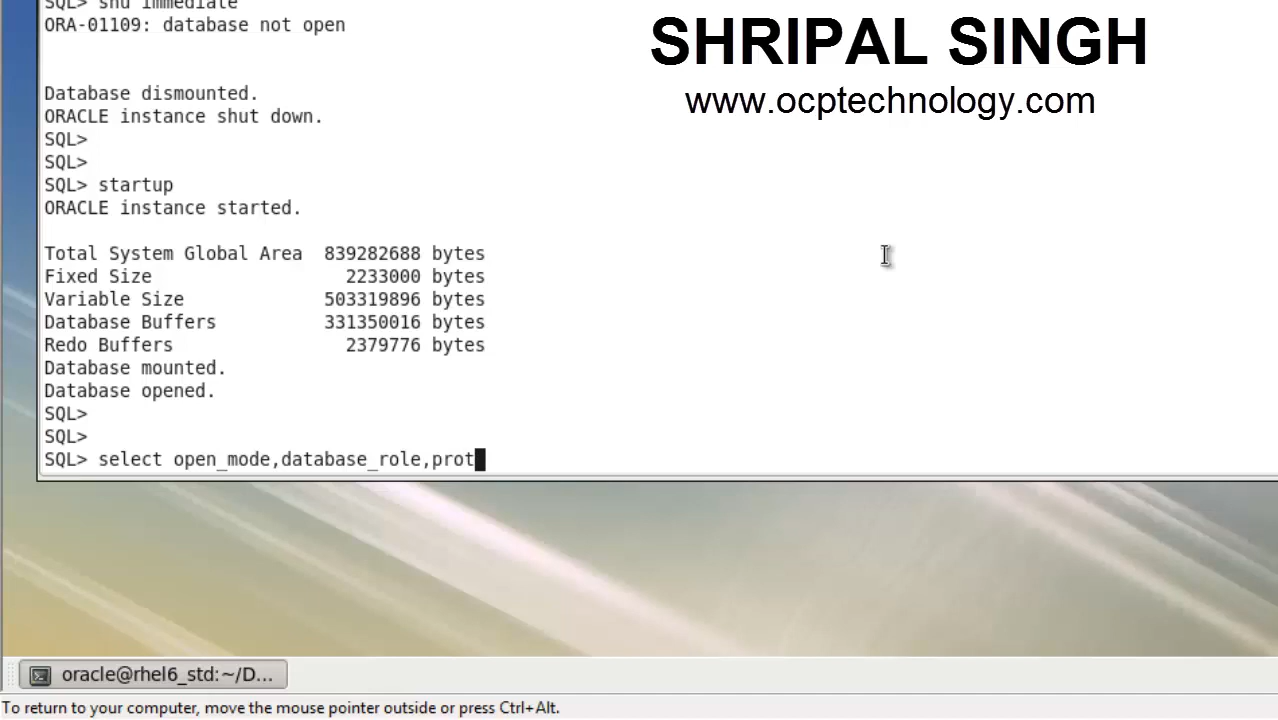 SQL> shu immediate
ORA-01109: database not open
Database dismounted.
ORACLE instance shut down.
SQL>
SQL>
SQL> startup
ORACLE instance started.
Total System Global Area 839282688 bytes
Fixed Size 2233000 bytes
Variable Size 503319896 bytes
Database Buffers 331350016 bytes
Redo Buffers 2379776 bytes
Database mounted.
Database opened.
SQL>
SQL>
SQL> select open_mode,database_role,prot
SHRIPAL SINGH
www.ocptechnology.com
oracle@rhel6_std:~/D...
To return to your computer, move the mouse pointer outside or press Ctrl+Alt.